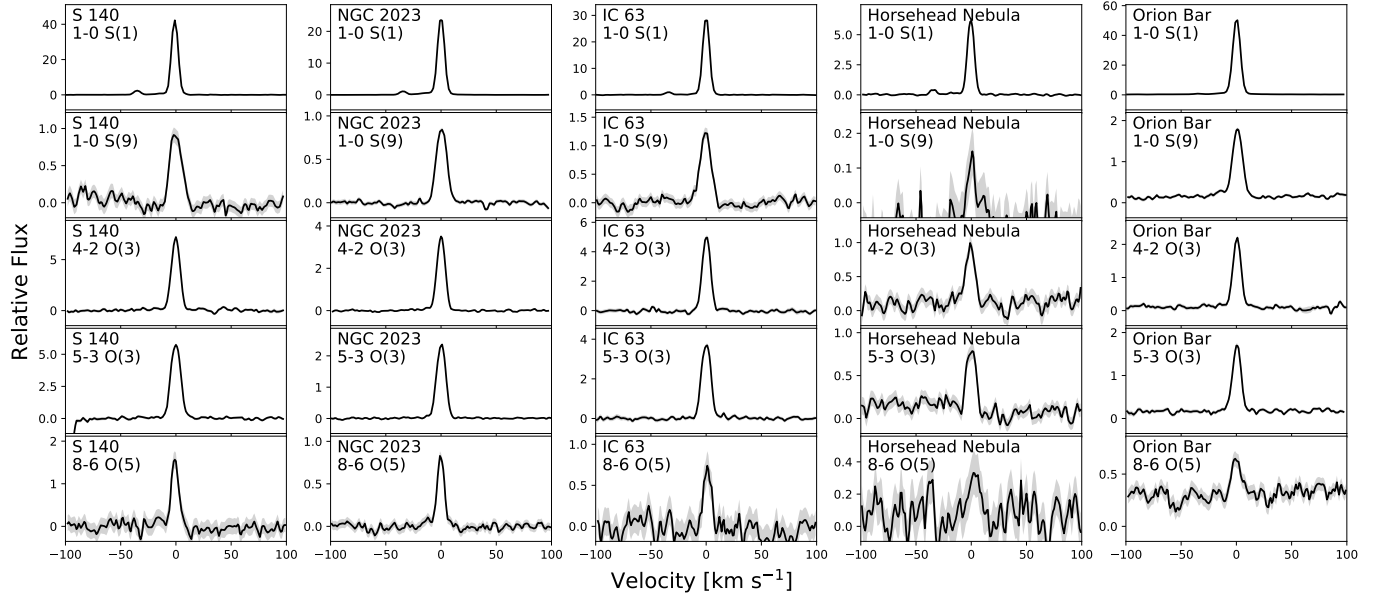 S 140
1-0 S(1)
40
20
0
NGC 2023
1-0 S(1)
20
10
0
IC 63
1-0 S(1)
30
20
10
0
Horsehead Nebula
1-0 S(1)
5.0
2.5
0.0
Orion Bar
1-0 S(1)
60
40
20
0
S 140
1-0 S(9)
1.0
0.5
0.0
NGC 2023
1-0 S(9)
1.0
0.5
0.0
IC 63
1-0 S(9)
1.5
1.0
0.5
0.0
Horsehead Nebula
1-0 S(9)
0.2
0.1
0.0
Orion Bar
1-0 S(9)
2
1
0
S 140
4-2 O(3)
5
0
NGC 2023
4-2 O(3)
4
2
0
IC 63
4-2 O(3)
6
4
2
0
Horsehead Nebula
4-2 O(3)
1.0
0.5
0.0
Orion Bar
4-2 O(3)
2
1
0
S 140
5-3 O(3)
5.0
2.5
0.0
NGC 2023
5-3 O(3)
2
1
0
IC 63
5-3 O(3)
4
2
0
Horsehead Nebula
5-3 O(3)
1.0
0.5
0.0
Orion Bar
5-3 O(3)
2
1
0
S 140
8-6 O(5)
2
1
0
NGC 2023
8-6 O(5)
1.0
0.5
0.0
IC 63
8-6 O(5)
1.0
0.5
0.0
Horsehead Nebula
8-6 O(5)
0.4
0.2
0.0
Orion Bar
8-6 O(5)
0.5
0.0
−100 −50 0 50 100
−100 −50 0 50 100
−100 −50 0 50 100
−100 −50 0 50 100
−100 −50 0 50 100
Relative Flux
Velocity [km s⁻¹]